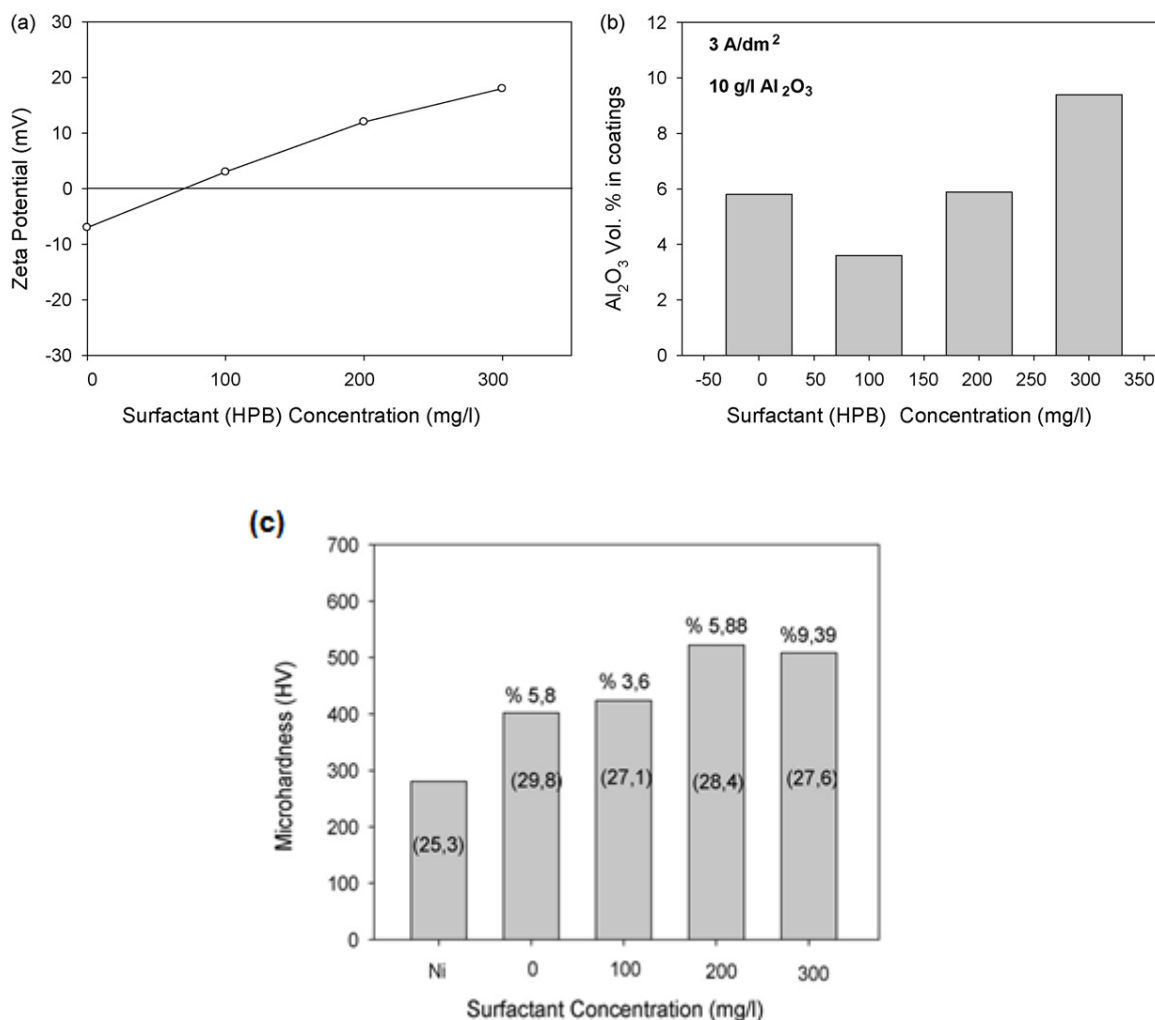 (a)
30
20
10
0
-10
-20
-30
Zeta Potential (mV)
0 100 200 300
Surfactant (HPB) Concentration (mg/l)
(b)
3 A/dm²
10 g/l Al₂O₃
12
10
8
6
4
2
0
Al₂O₃ Vol. % in coatings
-50 0 50 100 150 200 250 300 350
Surfactant (HPB) Concentration (mg/l)
(c)
700
600
500
400
300
200
100
0
Microhardness (HV)
% 5,8
% 3,6
% 5,88
%9,39
(25,3)
(29,8)
(27,1)
(28,4)
(27,6)
Ni 0 100 200 300
Surfactant Concentration (mg/l)